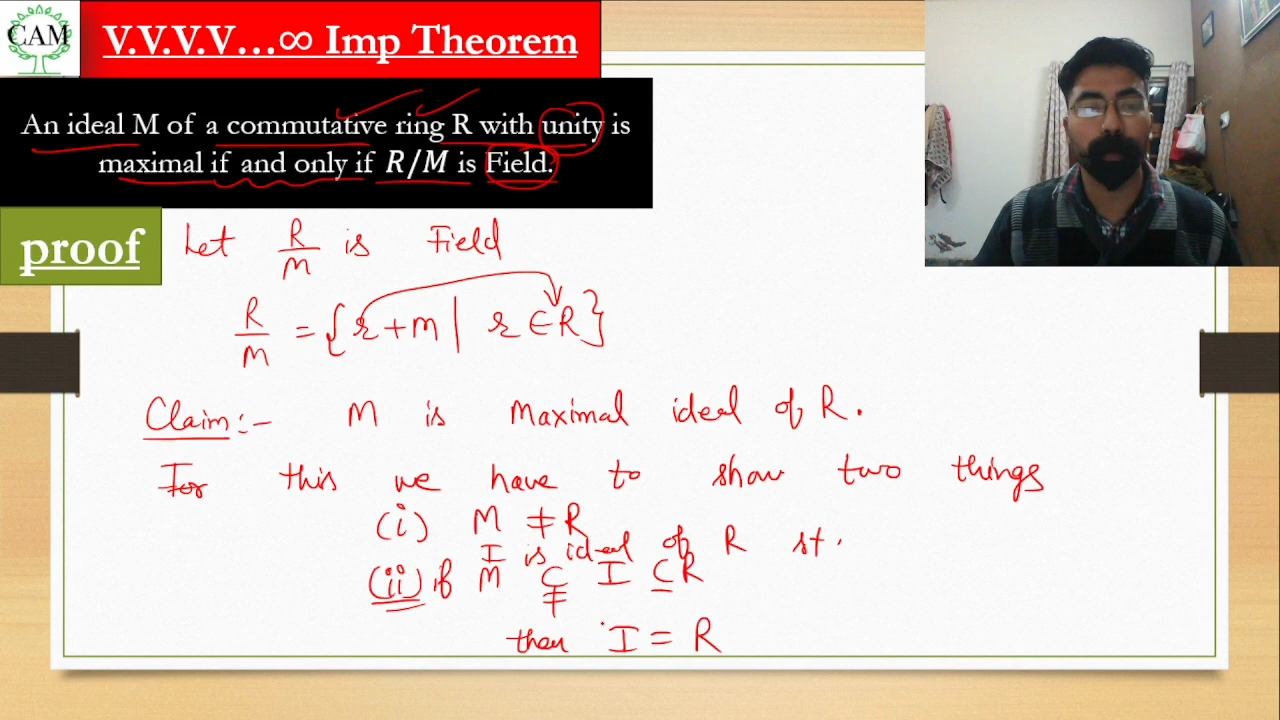 CAM
V.V.V.V...∞ Imp Theorem
An ideal M of a commutative ring R with unity is
maximal if and only if R/M is Field.
proof
Let R/M is Field
R/M = {r+m | r ∈ R}
Claim:- M is Maximal ideal of R.
For this we have to show two things
(i) M ≠ R
I is ideal of R st.
(ii) if M ⊊ I ⊆ R
then I = R